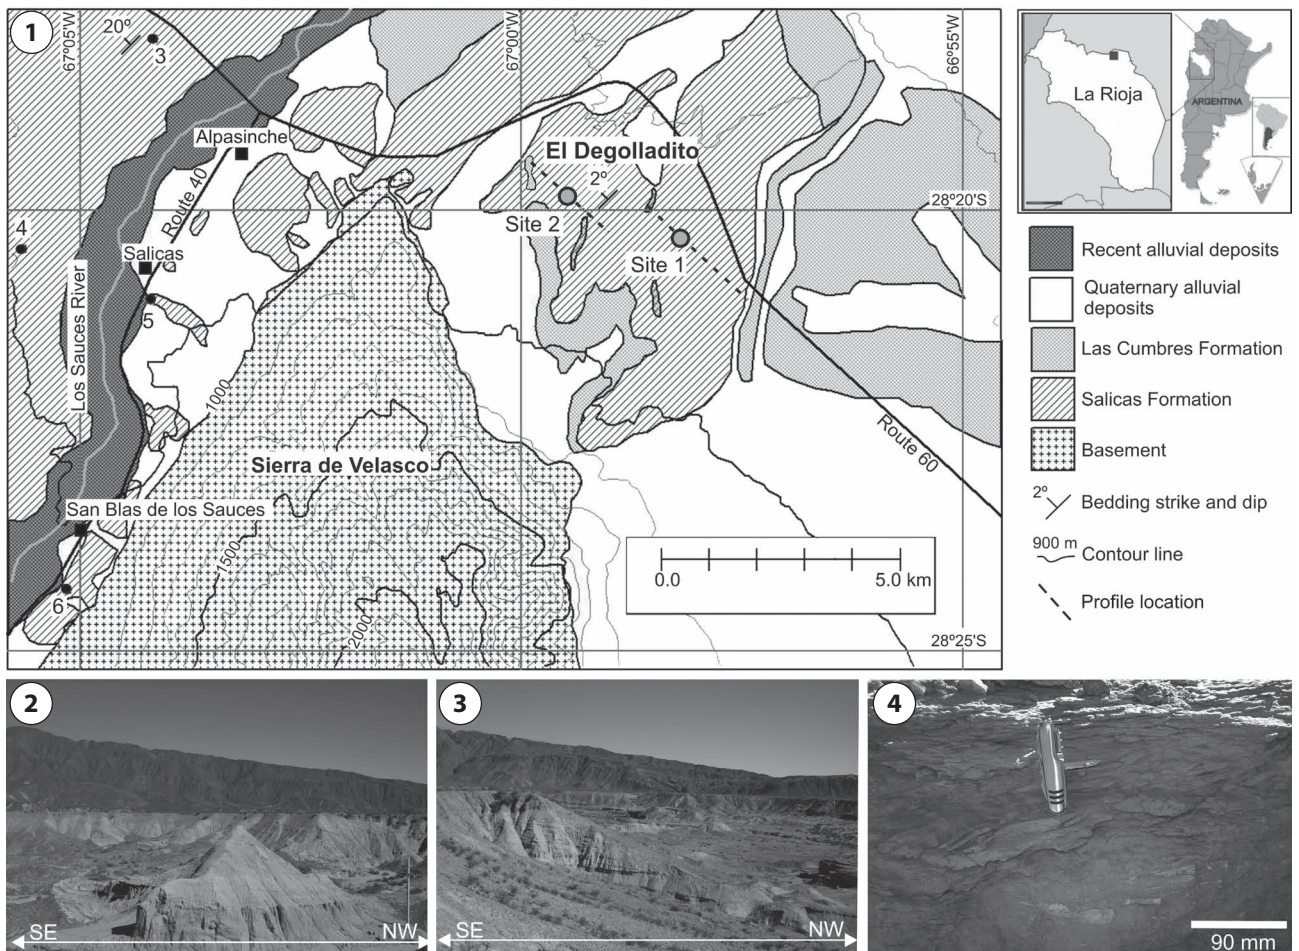 1
20º
3
67º05'W
67º00'W
66º55'W
Alpasinche
Route 40
El Degolladito
2º
28º20'S
Site 2
Site 1
4
Salicas
5
Los Sauces River
1000
Sierra de Velasco
Route 60
San Blas de los Sauces
1500
6
2000
0.0
5.0 km
28º25'S
La Rioja
ARGENTINA
Recent alluvial deposits
Quaternary alluvial
deposits
Las Cumbres Formation
Salicas Formation
Basement
2º
Bedding strike and dip
900 m
Contour line
Profile location
2
SE
NW
3
SE
NW
4
90 mm